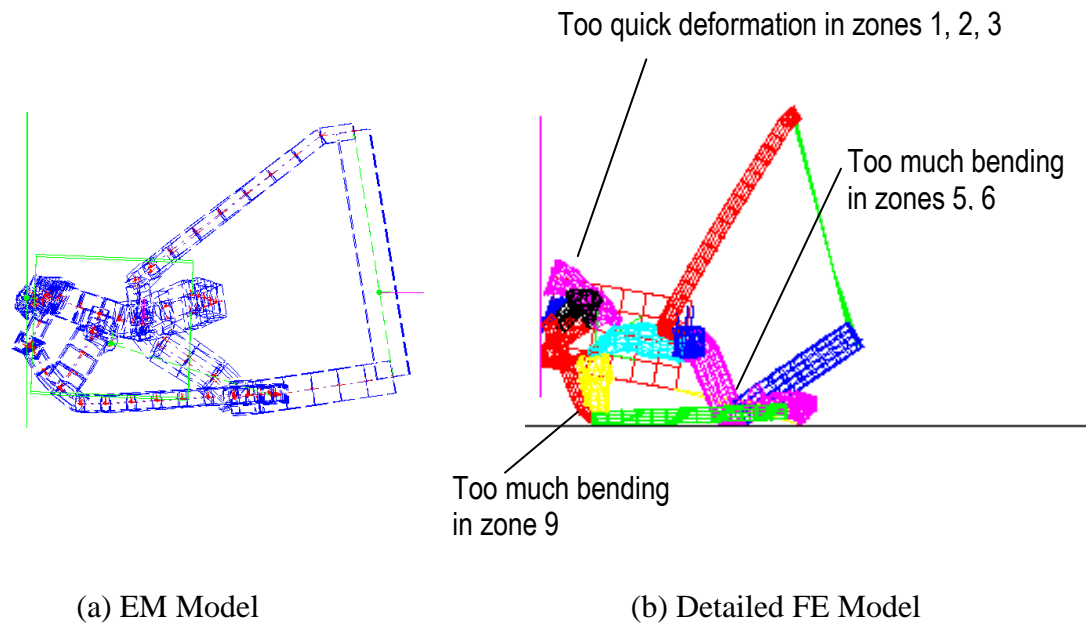 Too quick deformation in zones 1, 2, 3
Too much bending
in zones 5, 6
Too much bending
in zone 9
(a) EM Model
(b) Detailed FE Model